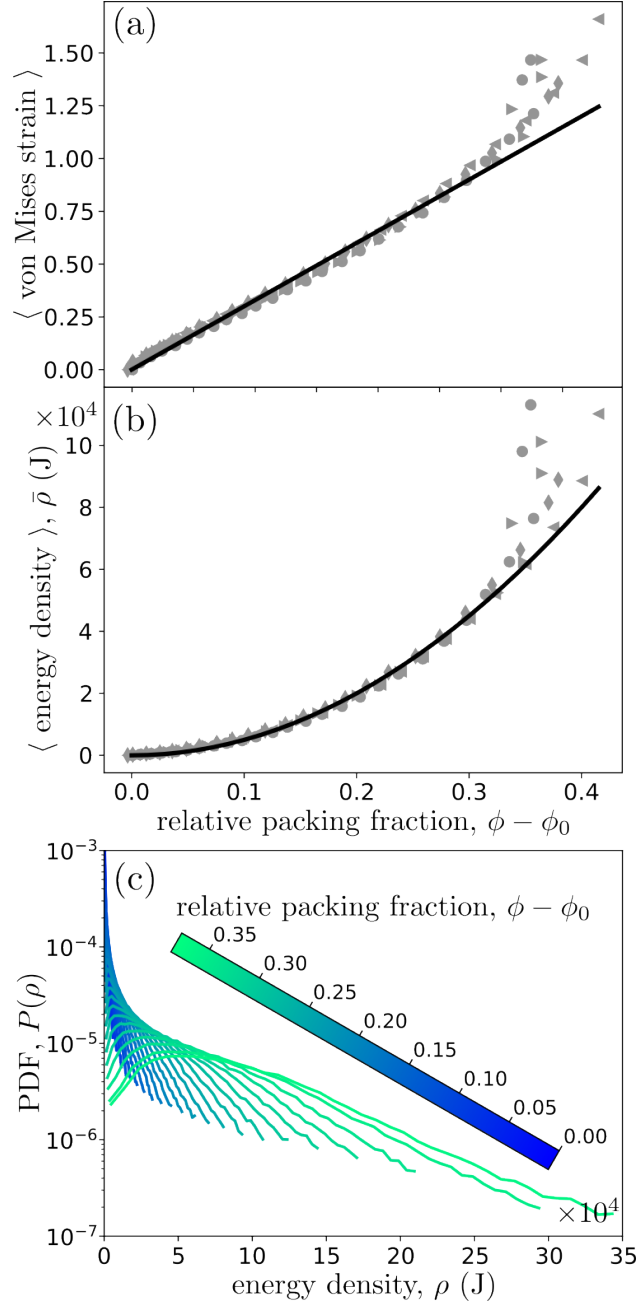 (a)
⟨ von Mises strain ⟩
1.50
1.25
1.00
0.75
0.50
0.25
0.00
×10⁴
(b)
⟨ energy density ⟩, ρ̄ (J)
10
8
6
4
2
0
0.0 0.1 0.2 0.3 0.4
relative packing fraction, ϕ − ϕ₀
(c)
PDF, P(ρ)
10⁻³
10⁻⁴
10⁻⁵
10⁻⁶
10⁻⁷
relative packing fraction, ϕ − ϕ₀
0.35
0.30
0.25
0.20
0.15
0.10
0.05
0.00
×10⁴
0 5 10 15 20 25 30 35
energy density, ρ (J)